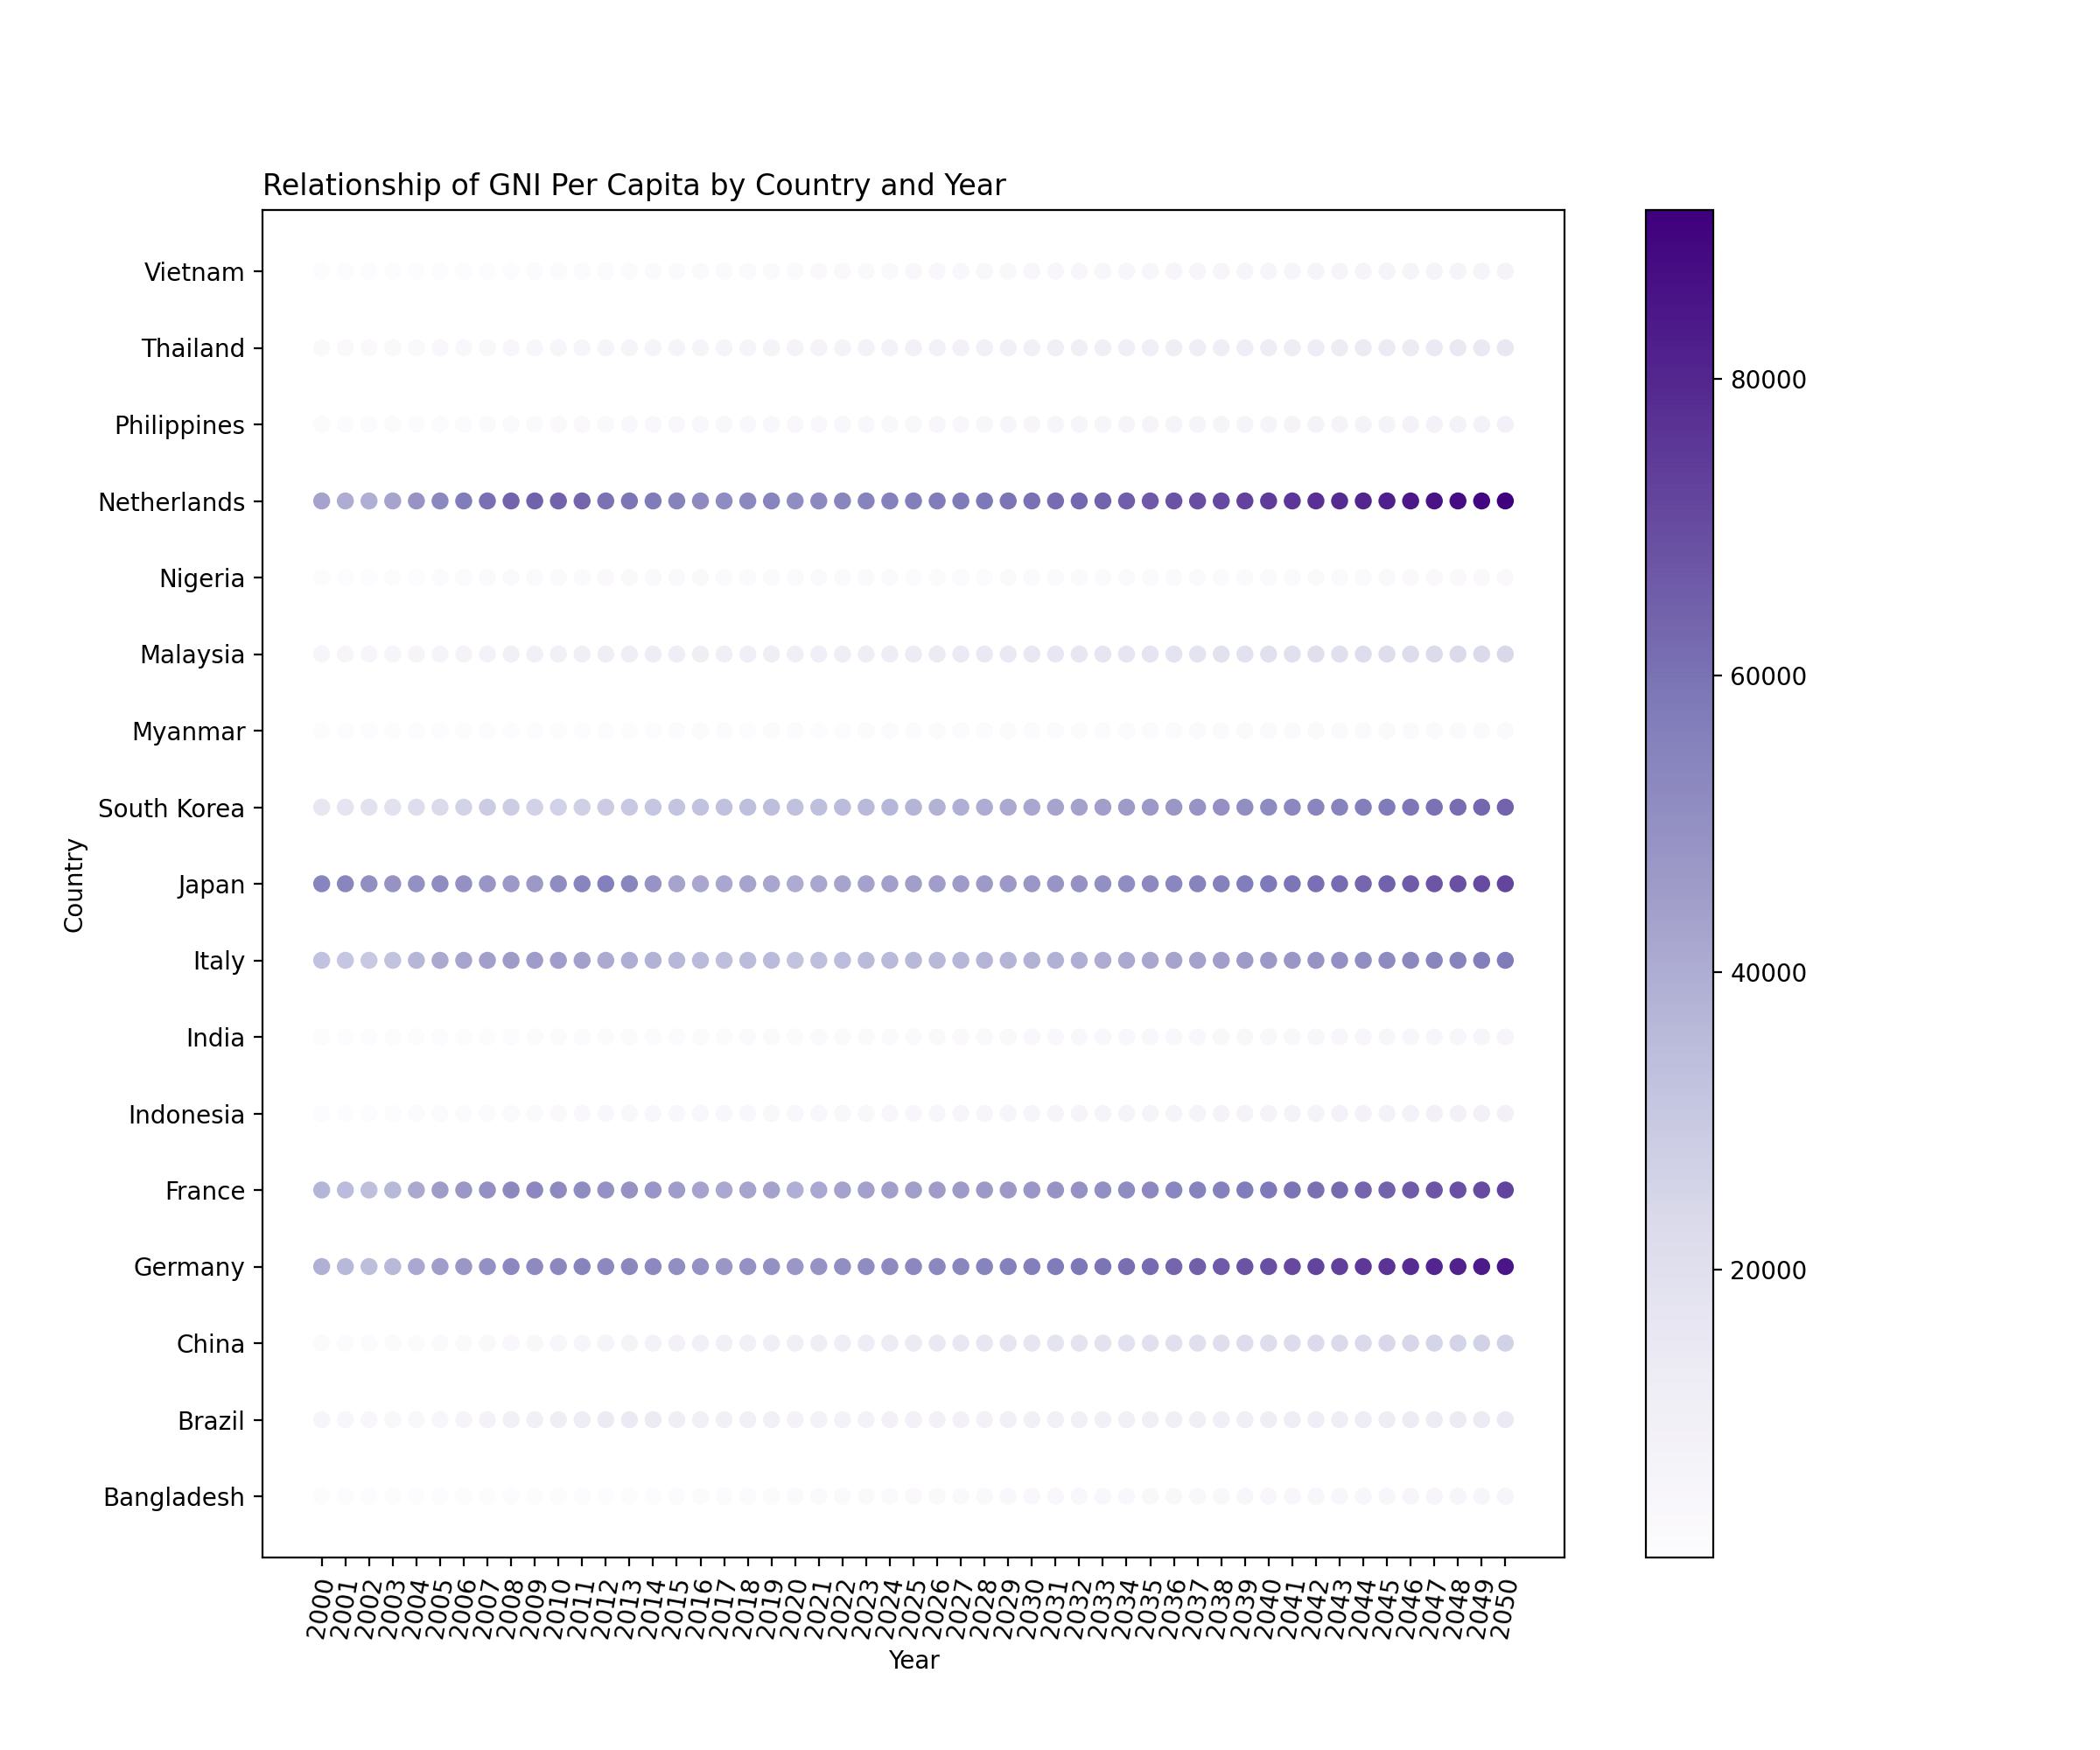 Relationship of GNI Per Capita by Country and Year
Vietnam
Thailand
Philippines
Netherlands
Nigeria
Malaysia
Myanmar
South Korea
Japan
Italy
India
Indonesia
France
Germany
China
Brazil
Bangladesh
Country
2000
2001
2002
2003
2004
2005
2006
2007
2008
2009
2010
2011
2012
2013
2014
2015
2016
2017
2018
2019
2020
2021
2022
2023
2024
2025
2026
2027
2028
2029
2030
2031
2032
2033
2034
2035
2036
2037
2038
2039
2040
2041
2042
2043
2044
2045
2046
2047
2048
2049
2050
Year
80000
60000
40000
20000